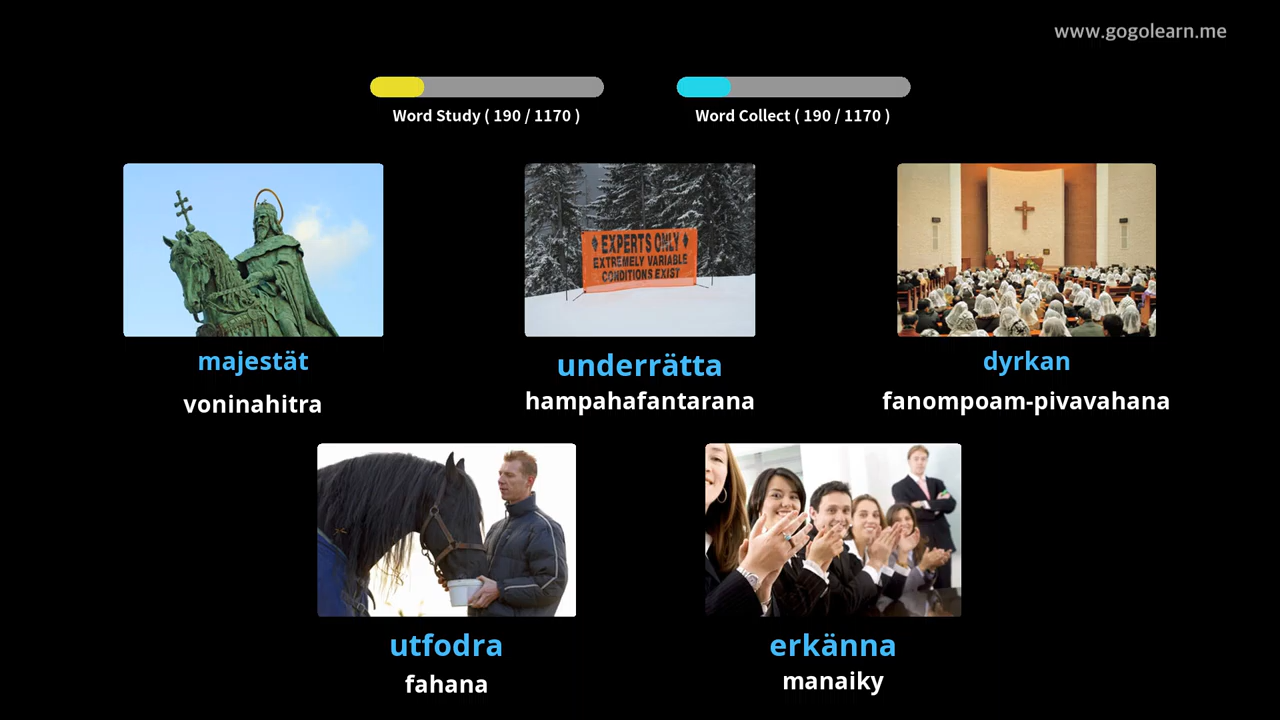 www.gogolearn.me
Word Study ( 190 / 1170 )
Word Collect ( 190 / 1170 )
EXPERTS ONLY
EXTREMELY VARIABLE
CONDITIONS EXIST
majestät
voninahitra
underrätta
hampahafantarana
dyrkan
fanompoam-pivavahana
utfodra
fahana
erkänna
manaiky